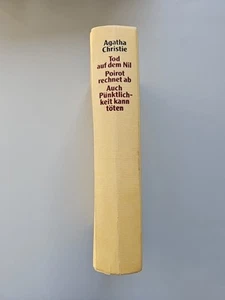 Agatha
Christie
Tod
auf dem Nil
Poirot
rechnet ab
Auch
Pünktlich-
keit kann
töten